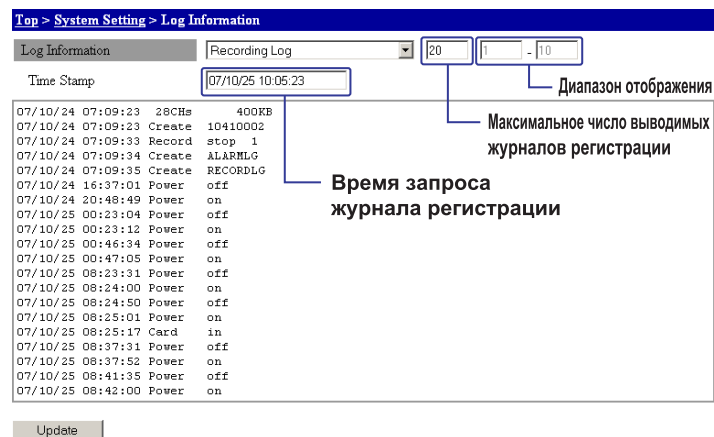 Top > System Setting > Log Information
Log Information Recording Log 20 1 - 10
Time Stamp 07/10/25 10:05:23
Диапазон отображения
Максимальное число выводимых
журналов регистрации
Время запроса
журнала регистрации
07/10/24 07:09:23 28CHs 400KB
07/10/24 07:09:23 Create 10410002
07/10/24 07:09:33 Record stop 1
07/10/24 07:09:34 Create ALARMLG
07/10/24 07:09:35 Create RECORDLG
07/10/24 16:37:01 Power off
07/10/24 20:48:49 Power on
07/10/25 00:23:04 Power off
07/10/25 00:23:12 Power on
07/10/25 00:46:34 Power off
07/10/25 00:47:05 Power on
07/10/25 08:23:31 Power off
07/10/25 08:24:00 Power on
07/10/25 08:24:50 Power off
07/10/25 08:25:01 Power on
07/10/25 08:25:17 Card in
07/10/25 08:37:31 Power off
07/10/25 08:37:52 Power on
07/10/25 08:41:35 Power off
07/10/25 08:42:00 Power on
Update